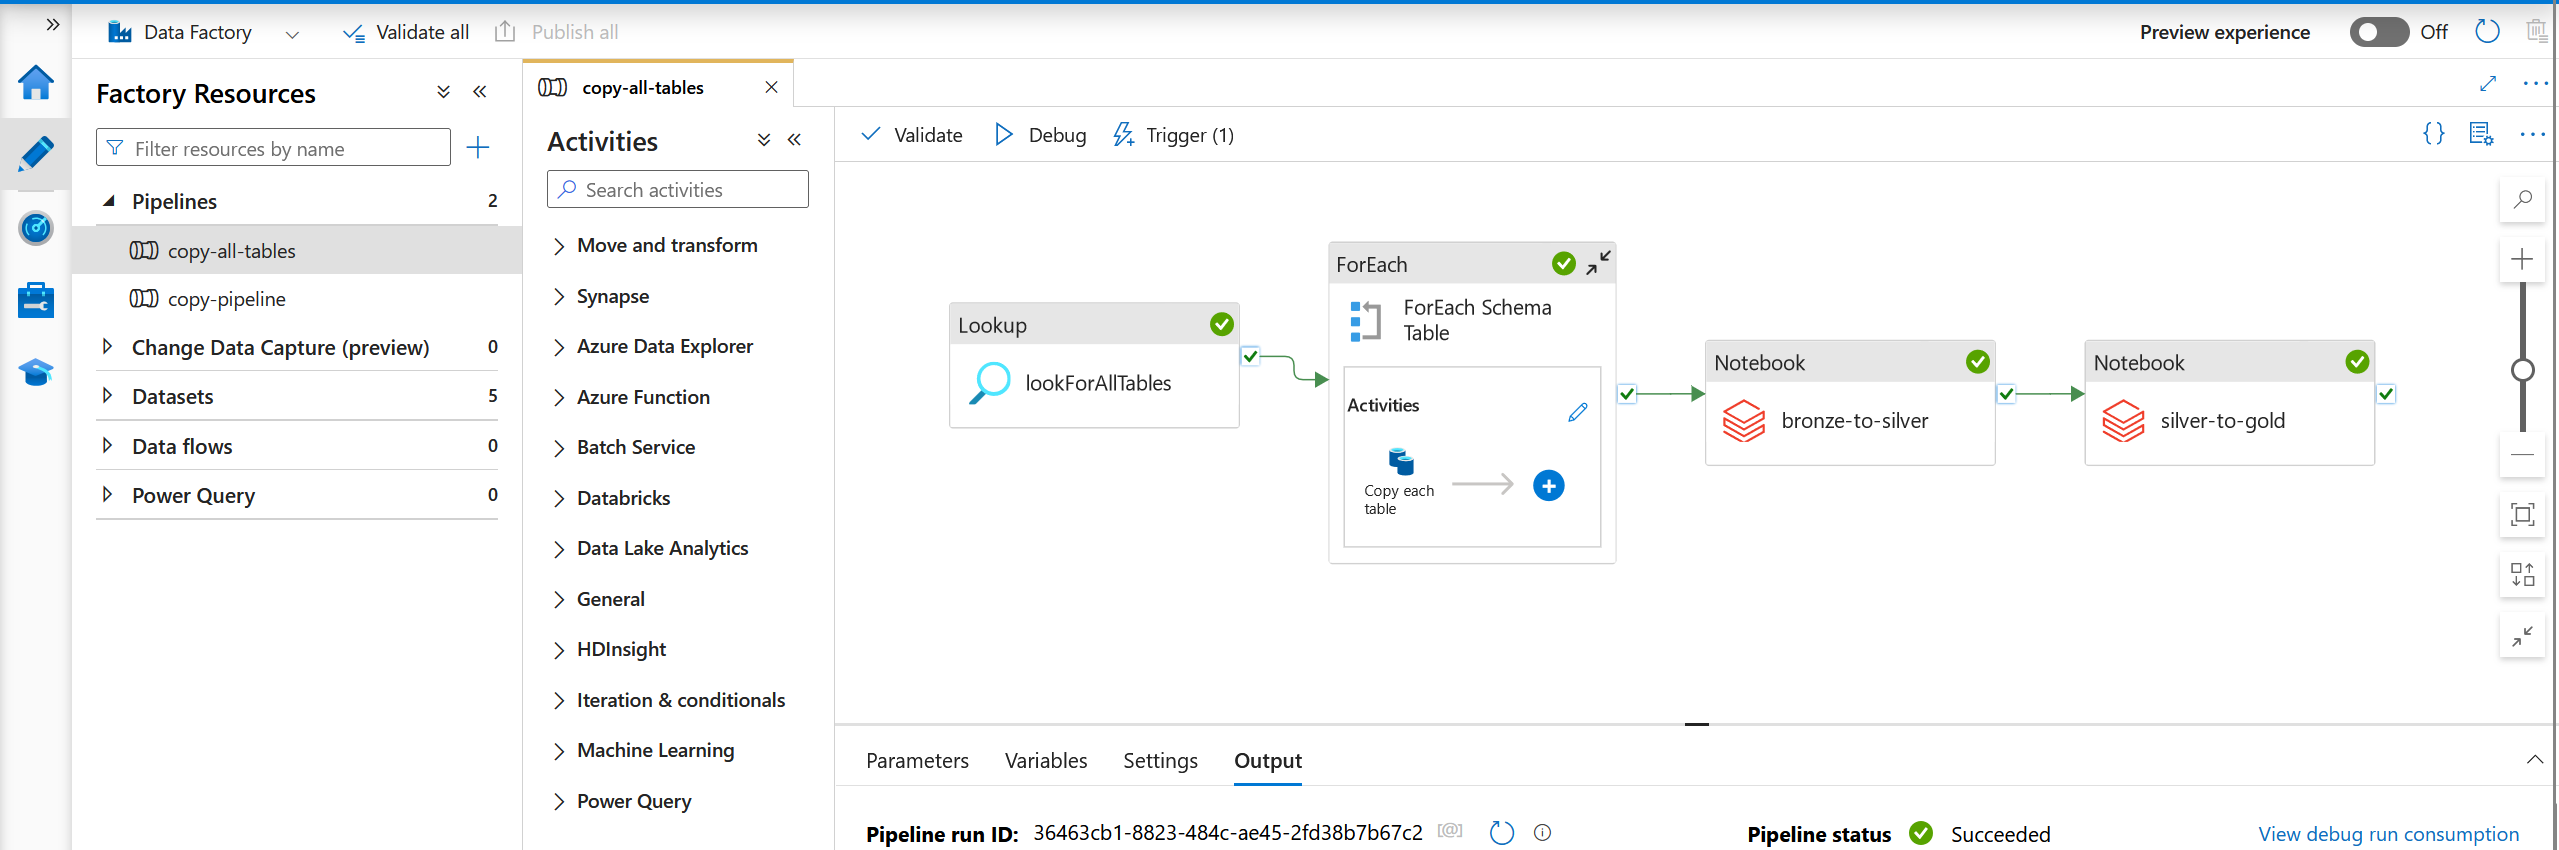 Data Factory
Validate all
Publish all
Preview experience
Off
Factory Resources
Filter resources by name
Pipelines 2
copy-all-tables
copy-pipeline
Change Data Capture (preview) 0
Datasets 5
Data flows 0
Power Query 0
copy-all-tables
Activities
Search activities
Move and transform
Synapse
Azure Data Explorer
Azure Function
Batch Service
Databricks
Data Lake Analytics
General
HDInsight
Iteration & conditionals
Machine Learning
Power Query
Validate
Debug
Trigger (1)
Lookup
lookForAllTables
ForEach
ForEach Schema
Table
Activities
Copy each
table
Notebook
bronze-to-silver
Notebook
silver-to-gold
Parameters
Variables
Settings
Output
Pipeline run ID: 36463cb1-8823-484c-ae45-2fd38b7b67c2 [@]
Pipeline status Succeeded
View debug run consumption